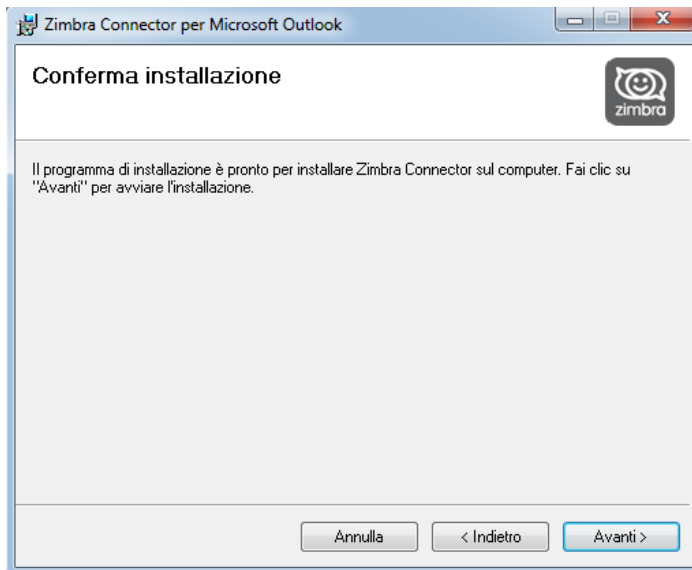 Zimbra Connector per Microsoft Outlook
Conferma installazione
zimbra
Il programma di installazione è pronto per installare Zimbra Connector sul computer. Fai clic su
"Avanti" per avviare l'installazione.
Annulla
< Indietro
Avanti >